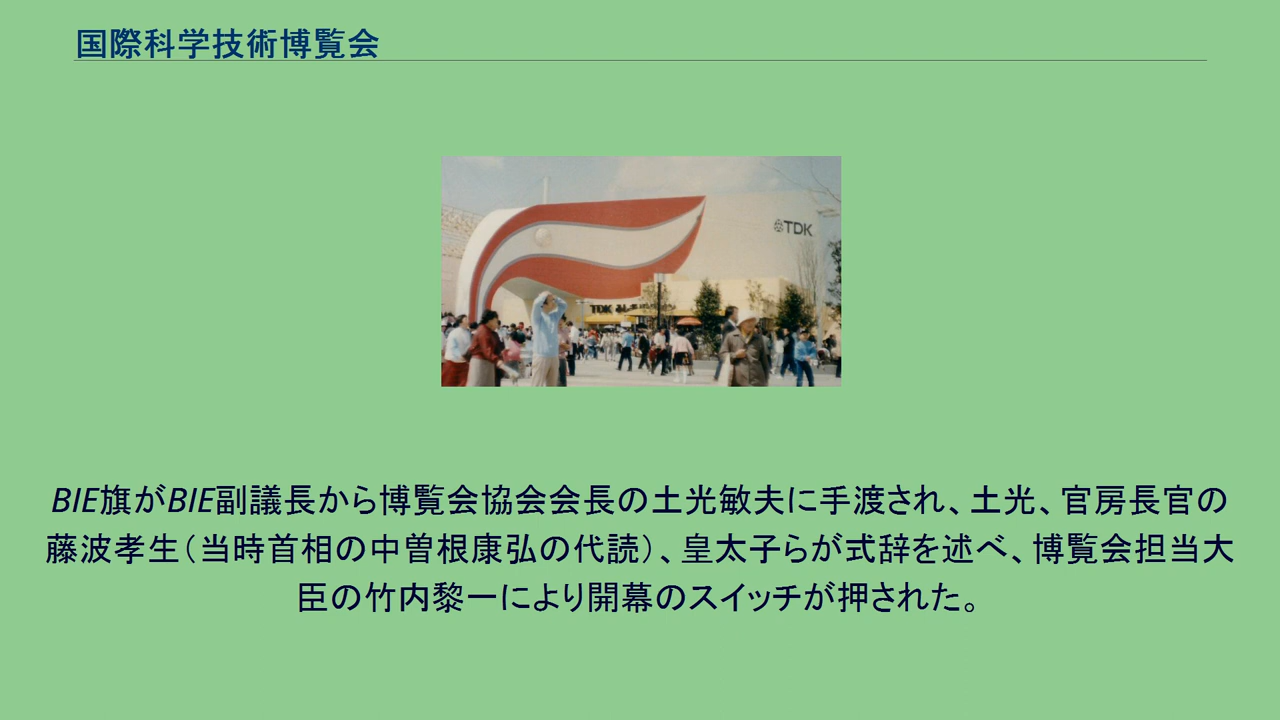 国際科学技術博覧会
TDK
TDK
BIE旗がBIE副議長から博覧会協会会長の土光敏夫に手渡され、土光、官房長官の
藤波孝生（当時首相の中曽根康弘の代読）、皇太子らが式辞を述べ、博覧会担当大
臣の竹内黎一により開幕のスイッチが押された。